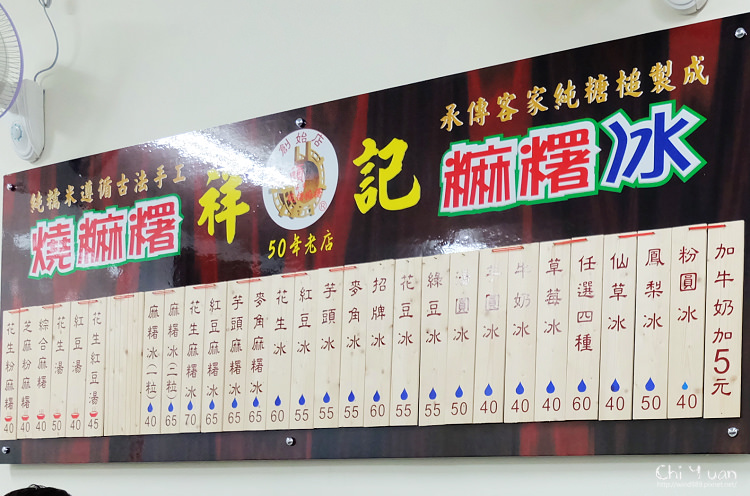 承傳客家純糖槌製成
純糯米遵循古法手工
燒麻糬
祥
創始店
記
麻糬冰
50年老店
加牛奶加5元
粉圓冰 40
鳳梨冰 50
仙草冰 40
任選四種 60
草莓冰 40
牛奶冰 40
圓冰 40
圓冰 50
綠豆冰 55
花豆冰 55
招牌冰 60
麥角冰 55
芋頭冰 55
紅豆冰 55
花生冰 60
麥角麻糬冰 65
芋頭麻糬冰 65
紅豆麻糬冰 65
花生麻糬冰 70
麻糬冰(三粒) 65
麻糬冰(一粒) 40
花生紅豆湯 45
紅豆湯 40
花生湯 50
綜合麻糬 40
芝麻粉麻糬 40
花生粉麻糬 40
Chi Yuan